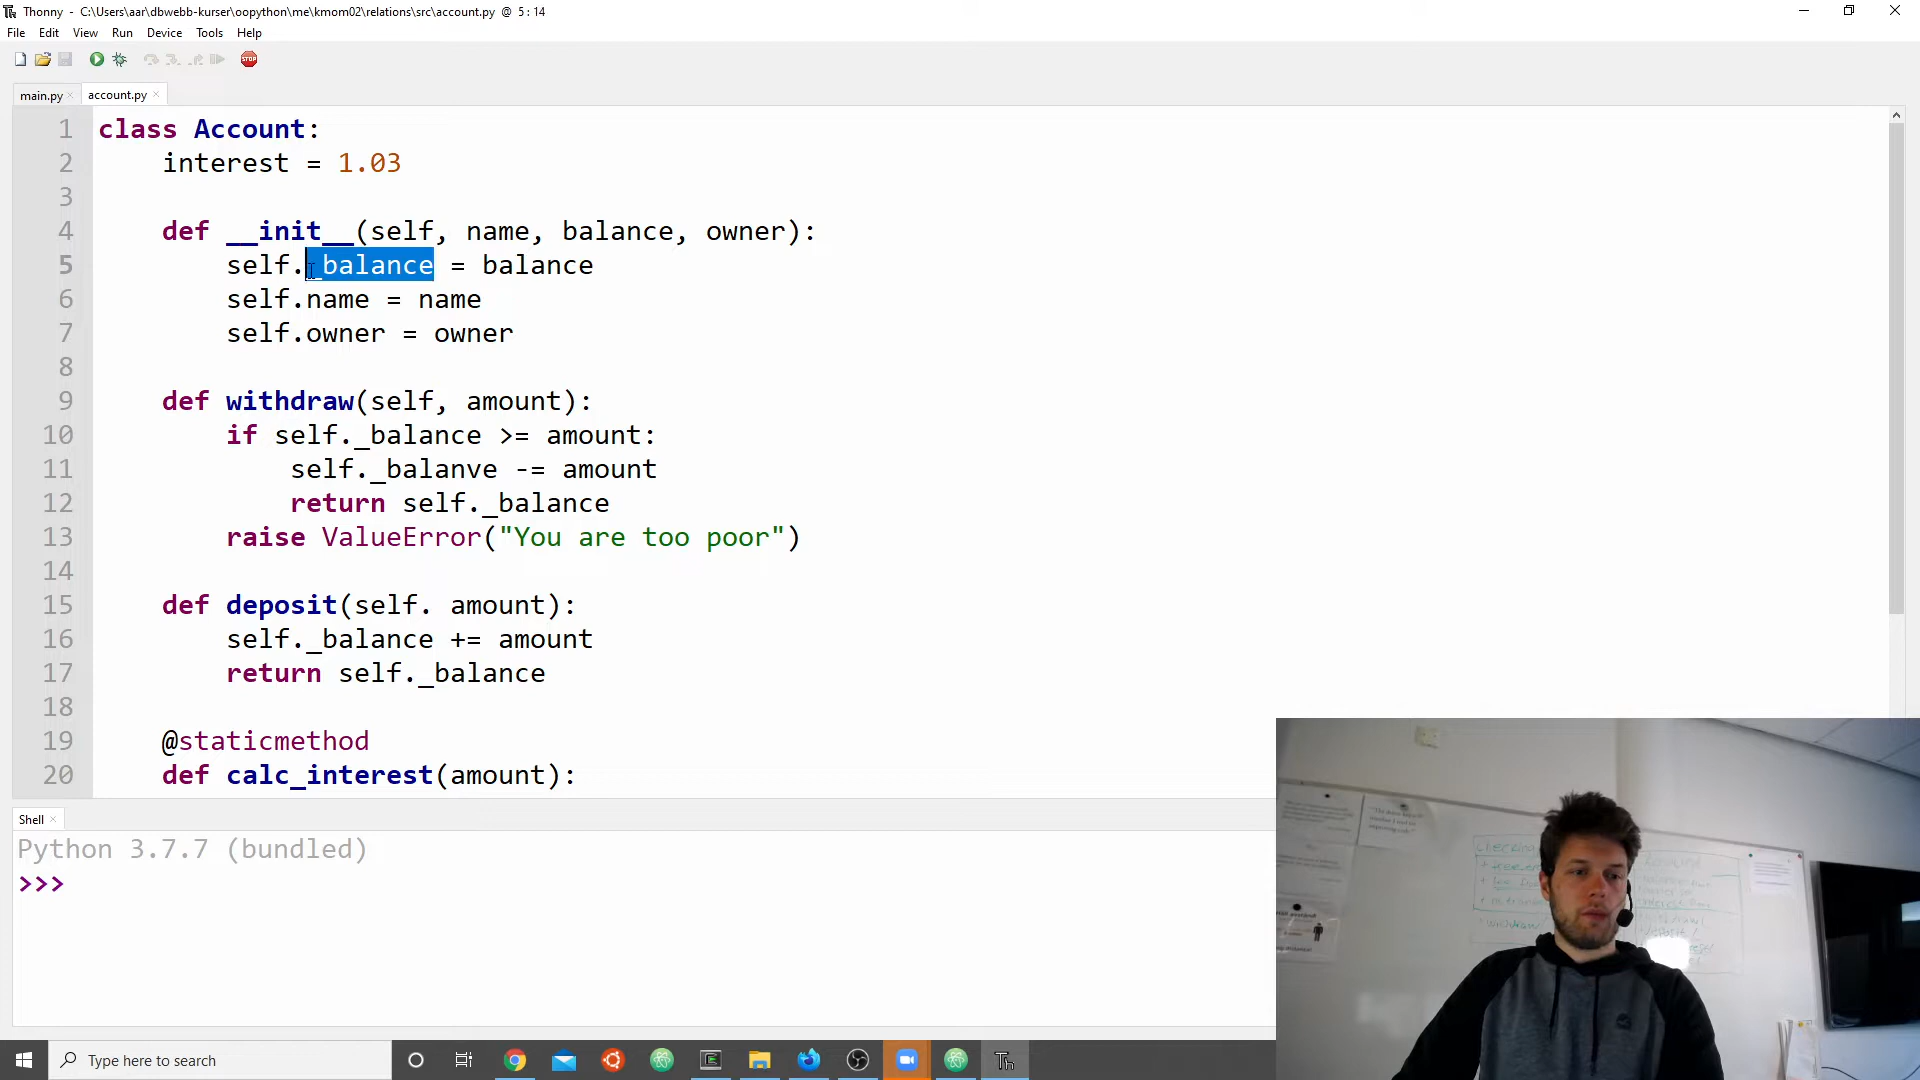 Thonny - C:\Users\aar\dbwebb-kurser\oopython\me\kmom02\relations\src\account.py @ 5 : 14
File Edit View Run Device Tools Help
STOP
main.py × account.py ×
1 class Account:
2 interest = 1.03
3
4 def __init__(self, name, balance, owner):
5 self._balance = balance
6 self.name = name
7 self.owner = owner
8
9 def withdraw(self, amount):
10 if self._balance >= amount:
11 self._balanve -= amount
12 return self._balance
13 raise ValueError("You are too poor")
14
15 def deposit(self. amount):
16 self._balance += amount
17 return self._balance
18
19 @staticmethod
20 def calc_interest(amount):
Shell ×
Python 3.7.7 (bundled)
>>>
Type here to search
Th